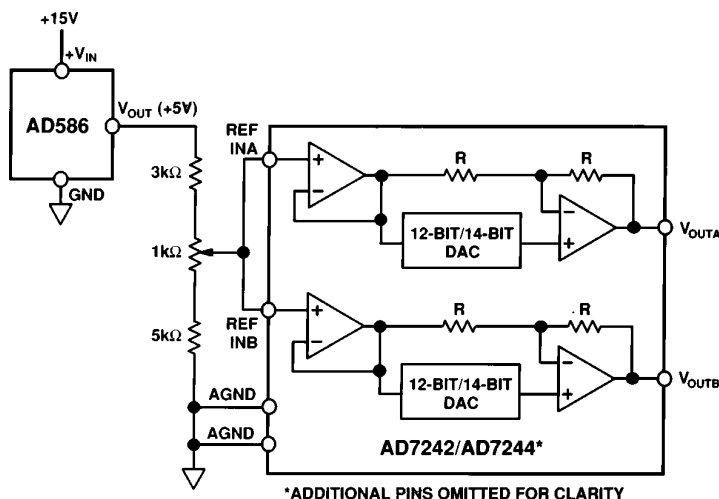 +15V
+VIN
AD586
VOUT (+5V)
GND
3kΩ
1kΩ
5kΩ
REF
INA
R
R
12-BIT/14-BIT
DAC
VOUTA
REF
INB
R
R
12-BIT/14-BIT
DAC
VOUTB
AGND
AGND
AD7242/AD7244*
*ADDITIONAL PINS OMITTED FOR CLARITY